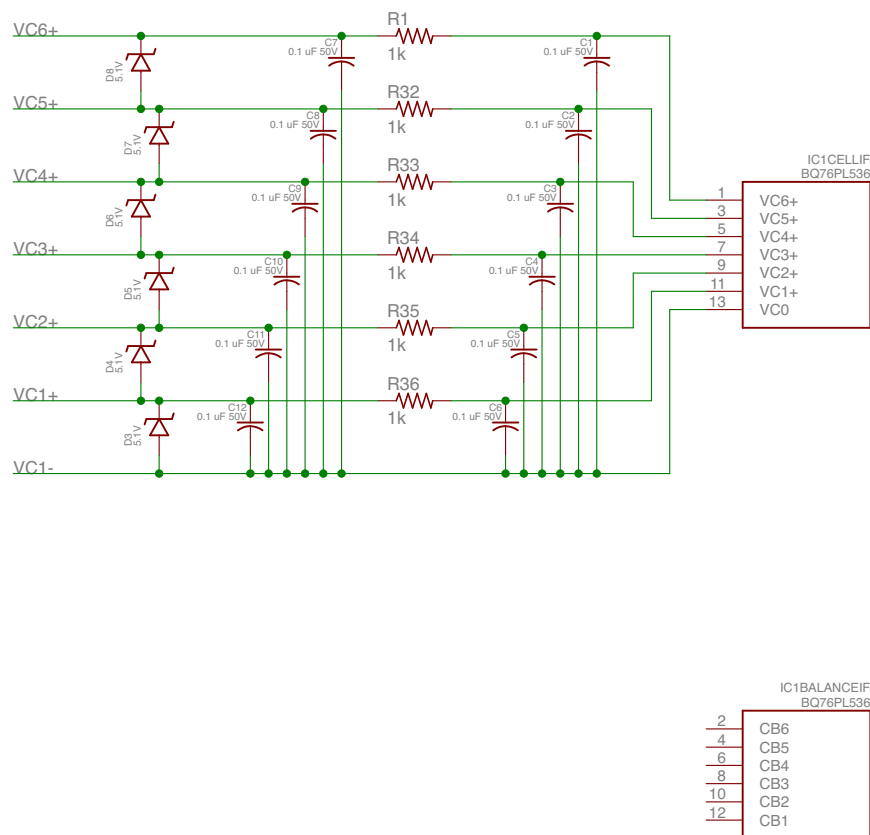 VC6+
D8
5.1V
C7
0.1 uF 50V
R1
1k
C1
0.1 uF 50V
VC5+
D7
5.1V
C8
0.1 uF 50V
R32
1k
C2
0.1 uF 50V
VC4+
D6
5.1V
C9
0.1 uF 50V
R33
1k
C3
0.1 uF 50V
VC3+
D5
5.1V
C10
0.1 uF 50V
R34
1k
C4
0.1 uF 50V
VC2+
D4
5.1V
C11
0.1 uF 50V
R35
1k
C5
0.1 uF 50V
VC1+
D3
5.1V
C12
0.1 uF 50V
R36
1k
C6
0.1 uF 50V
VC1-
IC1CELLIF
BQ76PL536
1 VC6+
3 VC5+
5 VC4+
7 VC3+
9 VC2+
11 VC1+
13 VC0
IC1BALANCEIF
BQ76PL536
2 CB6
4 CB5
6 CB4
8 CB3
10 CB2
12 CB1